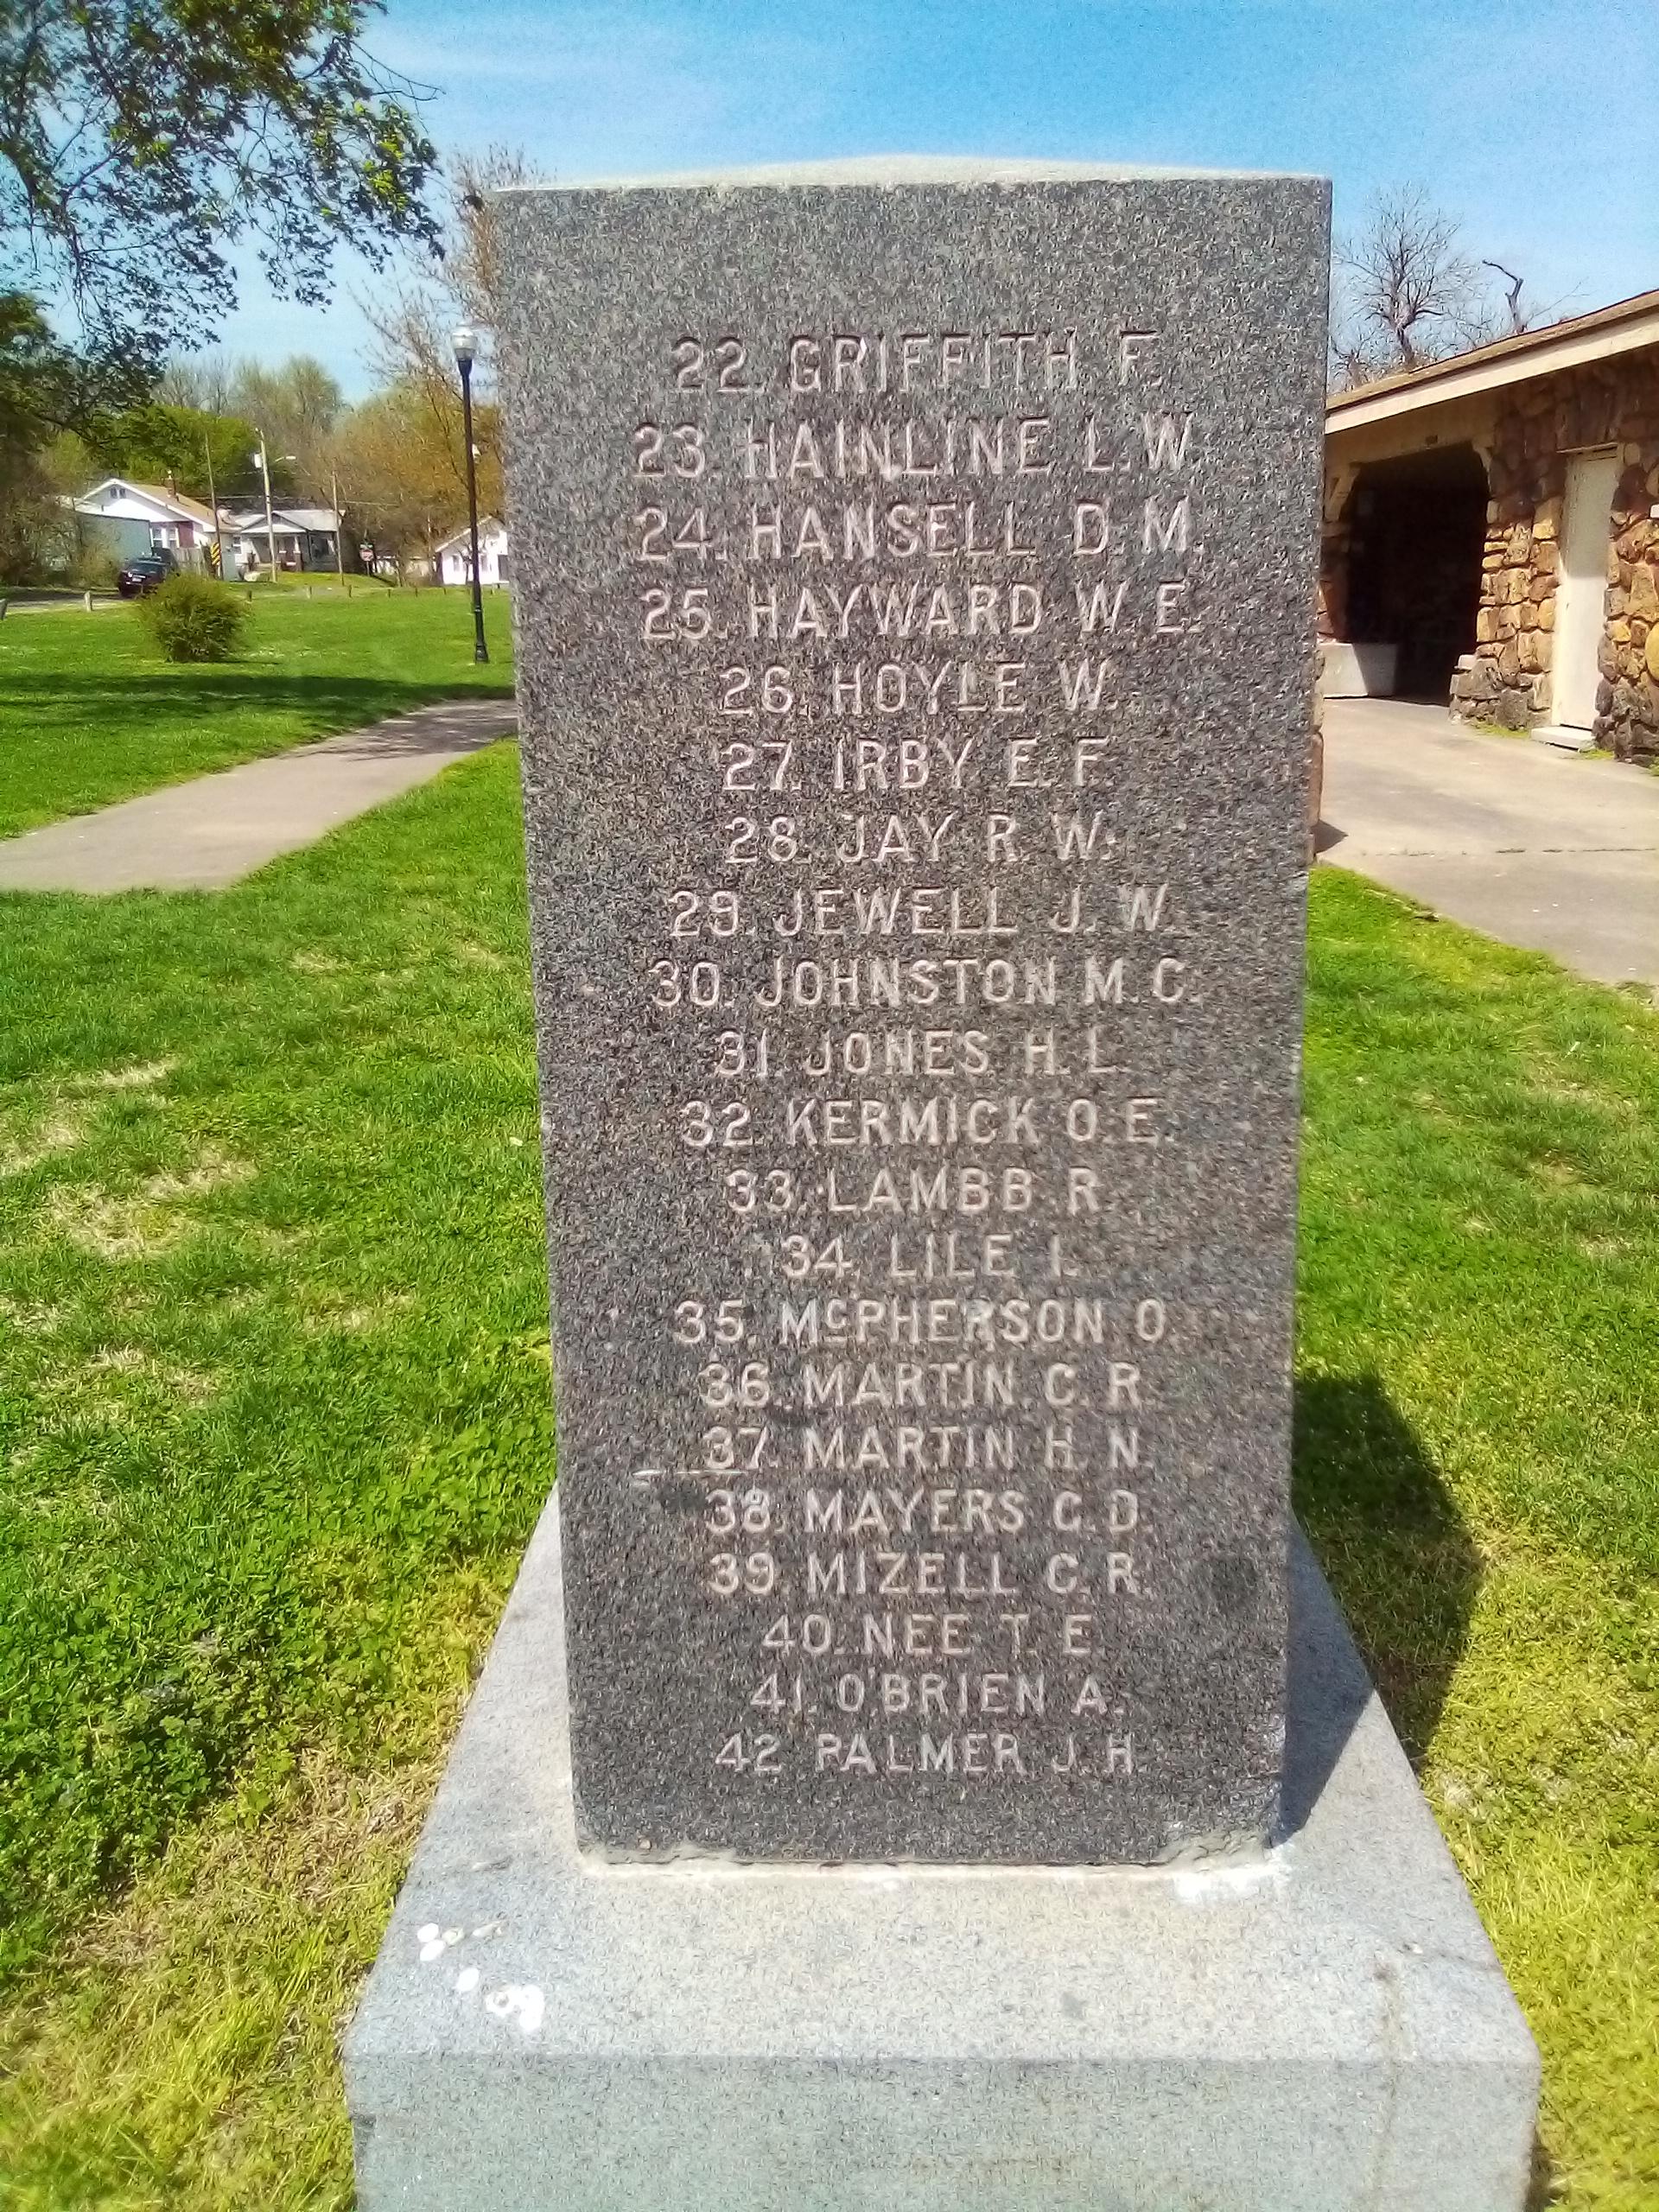 22. GRIFFITH F.
23. HAINLINE L. W.
24. HANSELL D. M.
25. HAYWARD W. E.
26. HOYLE W.
27. IRBY E. F.
28. JAY R. W.
29. JEWELL J. W.
30. JOHNSTON M. C.
31. JONES H. L.
32. KERMICK O. E.
33. LAMBB R.
34. LILE I.
35. McPHERSON O.
36. MARTIN C. R.
37. MARTIN H. N.
38. MAYERS C. D.
39. MIZELL C. R.
40. NEE T. E.
41. O'BRIEN A.
42. PALMER J. H.